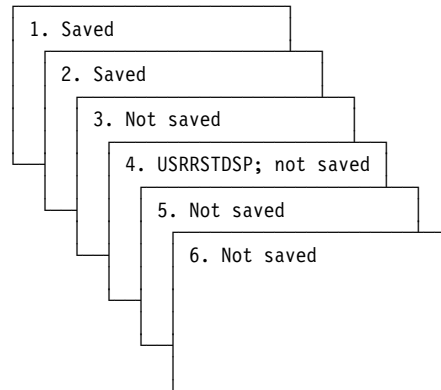 1. Saved
2. Saved
3. Not saved
4. USRRSTDSP; not saved
5. Not saved
6. Not saved